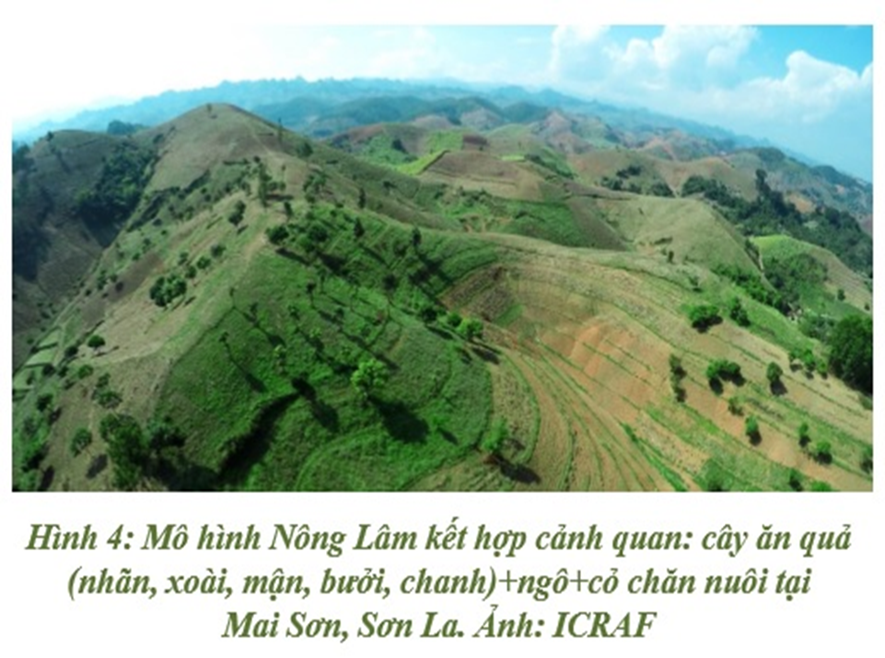 Hình 4: Mô hình Nông Lâm kết hợp cảnh quan: cây ăn quả
(nhãn, xoài, mận, bưởi, chanh)+ngô+cỏ chăn nuôi tại
Mai Sơn, Sơn La. Ảnh: ICRAF